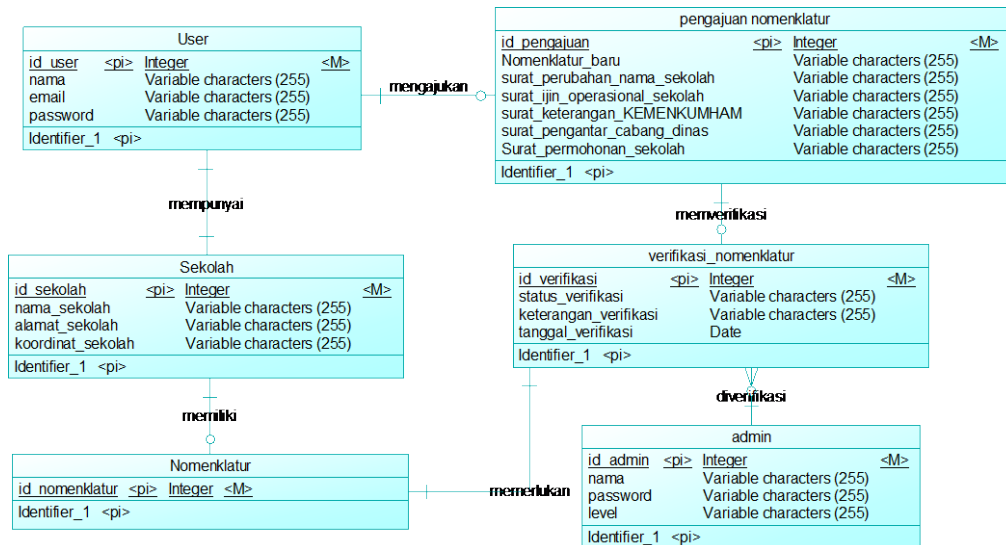 User
id_user <pi> Integer <M>
nama Variable characters (255)
email Variable characters (255)
password Variable characters (255)
Identifier_1 <pi>
mengajukan
pengajuan nomenklatur
id_pengajuan <pi> Integer <M>
Nomenklatur_baru Variable characters (255)
surat_perubahan_nama_sekolah Variable characters (255)
surat_ijin_operasional_sekolah Variable characters (255)
surat_keterangan_KEMENKUMHAM Variable characters (255)
surat_pengantar_cabang_dinas Variable characters (255)
Surat_permohonan_sekolah Variable characters (255)
Identifier_1 <pi>
mempunyai
memverifikasi
Sekolah
id_sekolah <pi> Integer <M>
nama_sekolah Variable characters (255)
alamat_sekolah Variable characters (255)
koordinat_sekolah Variable characters (255)
Identifier_1 <pi>
verifikasi_nomenklatur
id_verifikasi <pi> Integer <M>
status_verifikasi Variable characters (255)
keterangan_verifikasi Variable characters (255)
tanggal_verifikasi Date
Identifier_1 <pi>
memiliki
diverifikasi
Nomenklatur
id_nomenklatur <pi> Integer <M>
Identifier_1 <pi>
memerlukan
admin
id_admin <pi> Integer <M>
nama Variable characters (255)
password Variable characters (255)
level Variable characters (255)
Identifier_1 <pi>